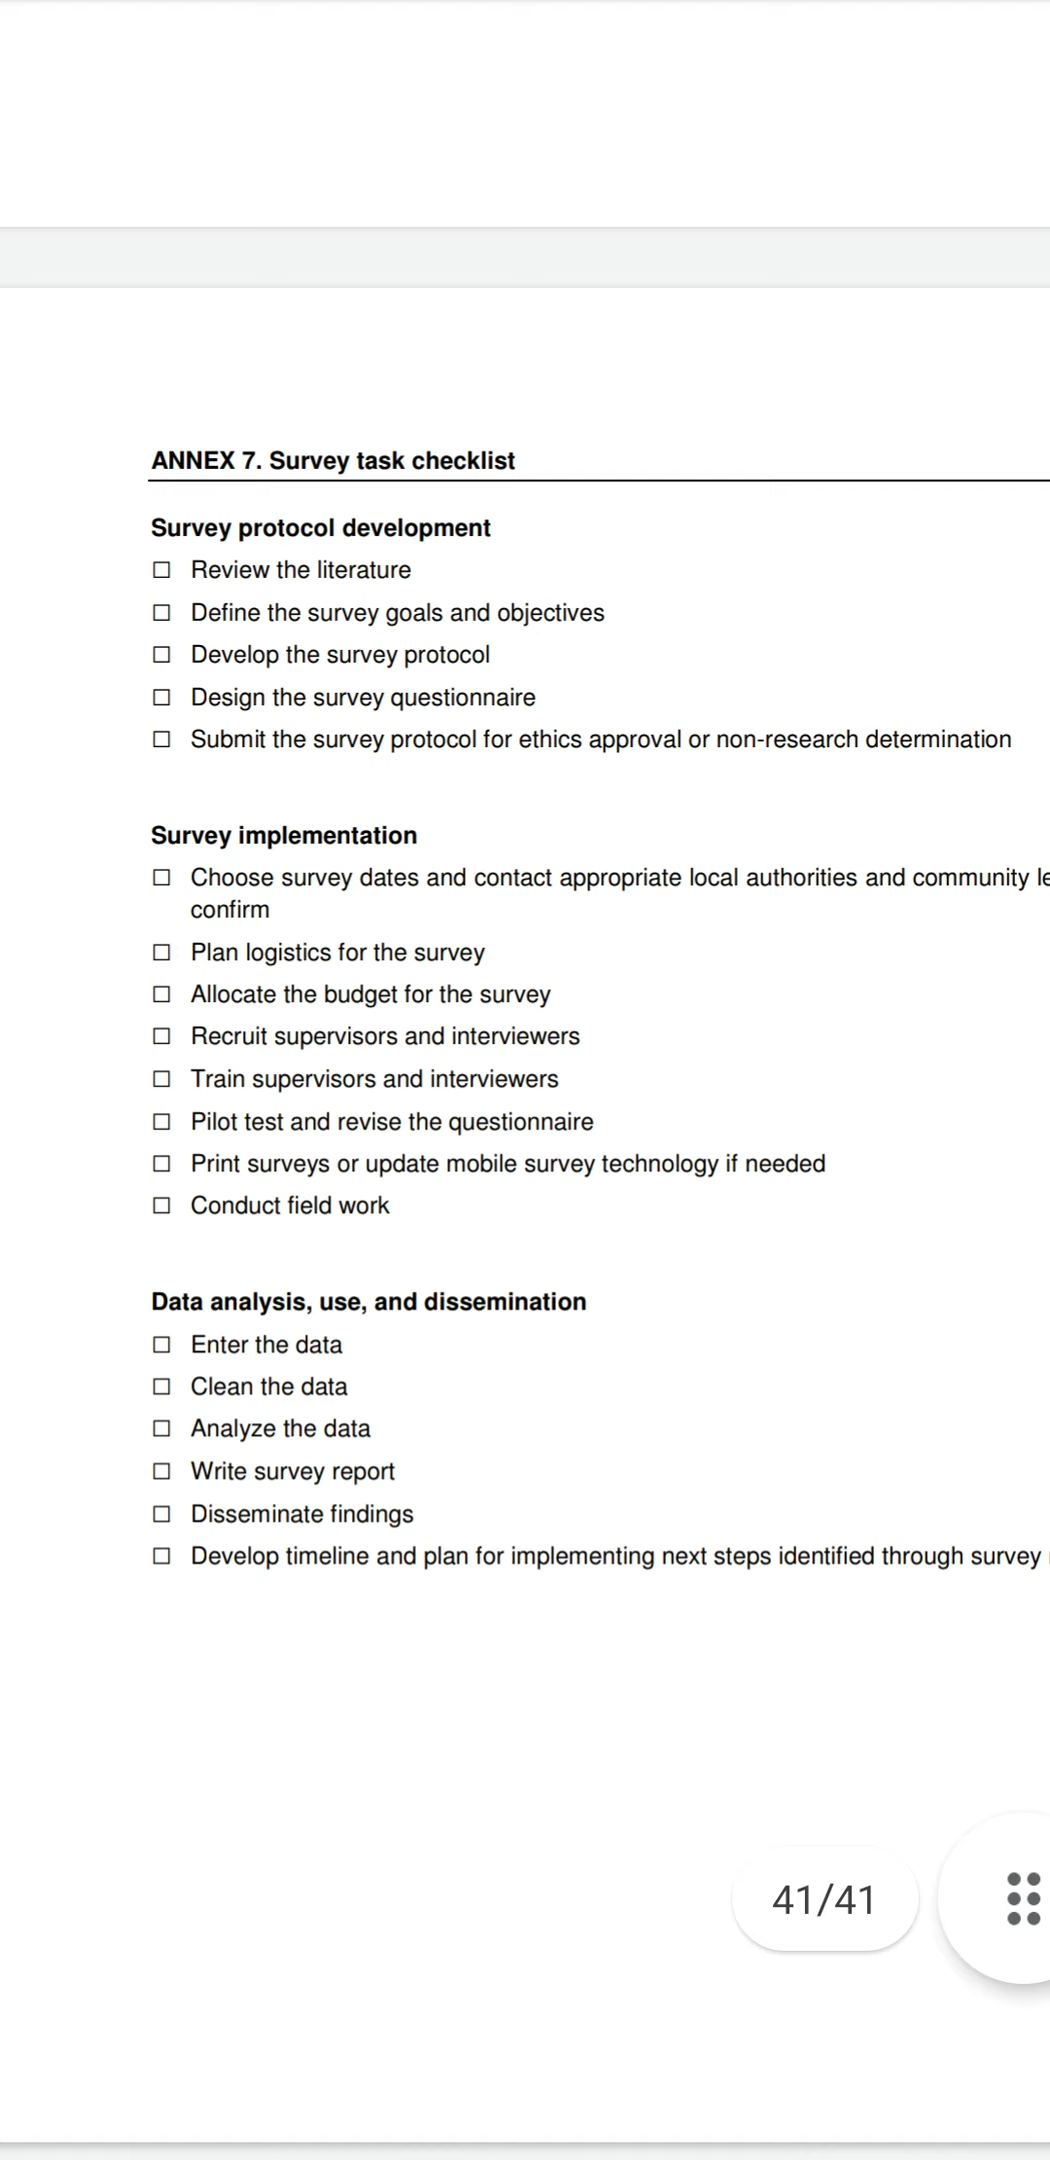 ANNEX 7. Survey task checklist
Survey protocol development
☐ Review the literature
☐ Define the survey goals and objectives
☐ Develop the survey protocol
☐ Design the survey questionnaire
☐ Submit the survey protocol for ethics approval or non-research determination
Survey implementation
☐ Choose survey dates and contact appropriate local authorities and community
confirm
☐ Plan logistics for the survey
☐ Allocate the budget for the survey
☐ Recruit supervisors and interviewers
☐ Train supervisors and interviewers
☐ Pilot test and revise the questionnaire
☐ Print surveys or update mobile survey technology if needed
☐ Conduct field work
Data analysis, use, and dissemination
☐ Enter the data
☐ Clean the data
☐ Analyze the data
☐ Write survey report
☐ Disseminate findings
☐ Develop timeline and plan for implementing next steps identified through survey
41/41